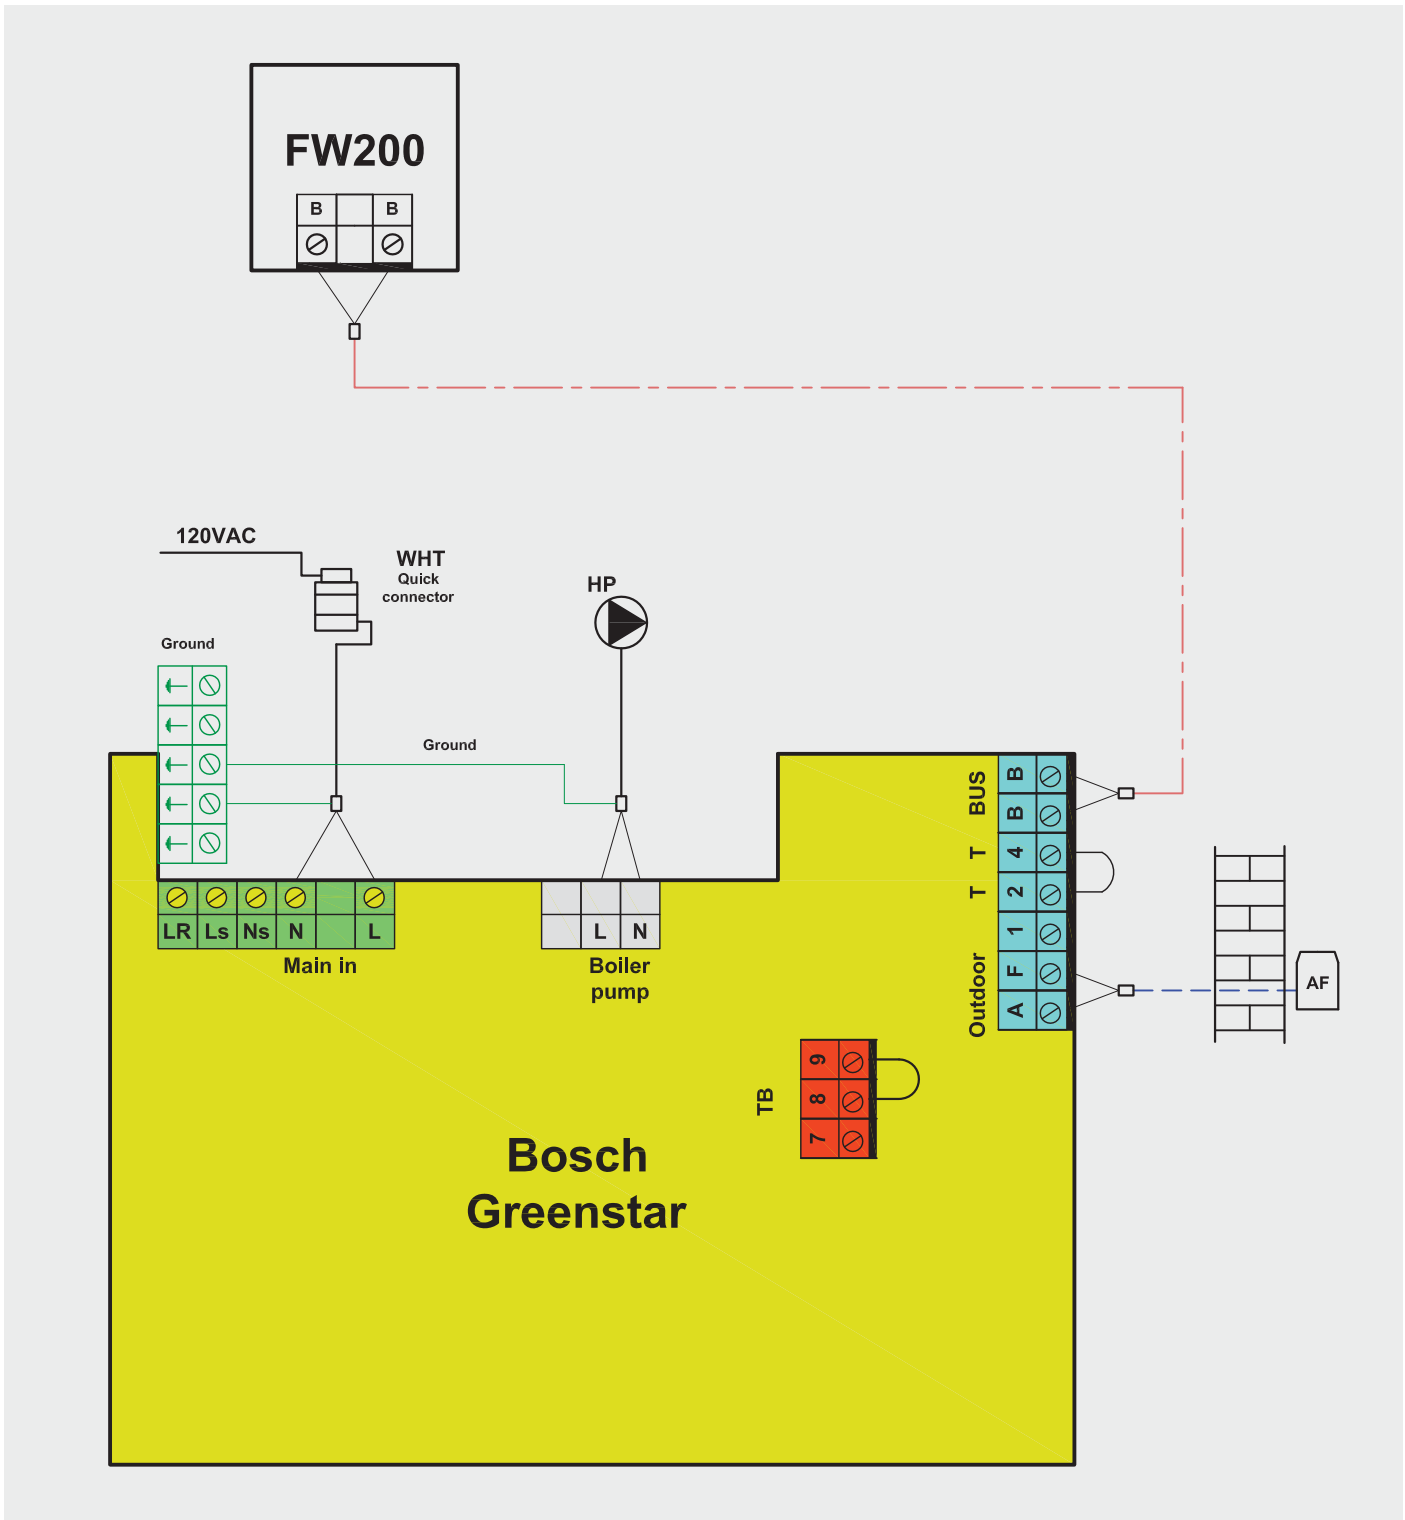 FW200
B B
120VAC
WHT
Quick
connector
HP
Ground
Ground
LR Ls Ns N L
Main in
L N
Boiler
pump
BUS
B
B
T
4
T
2
1
Outdoor
F
A
AF
TB
9
8
7
Bosch
Greenstar